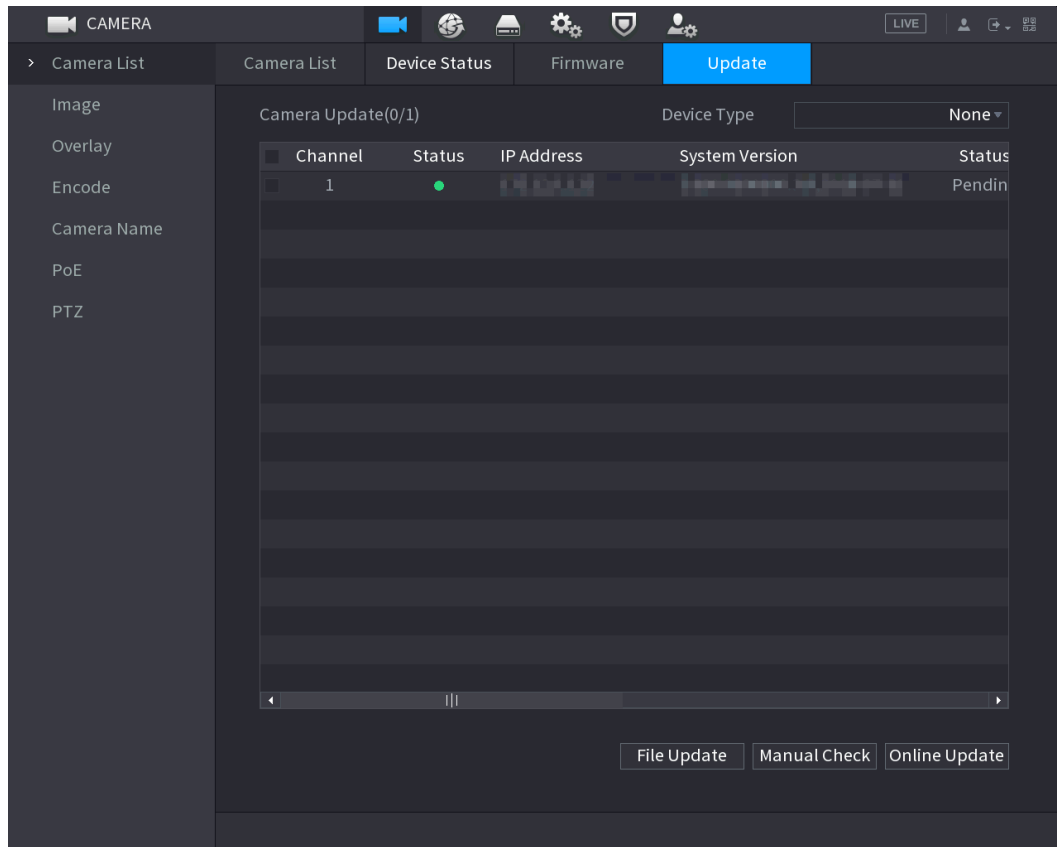 CAMERA LIVE
Camera List Camera List Device Status Firmware Update
Image
Camera Update(0/1) Device Type None
Overlay
Channel Status IP Address System Version Status
1 Pendin
Encode
Camera Name
PoE
PTZ
File Update Manual Check Online Update